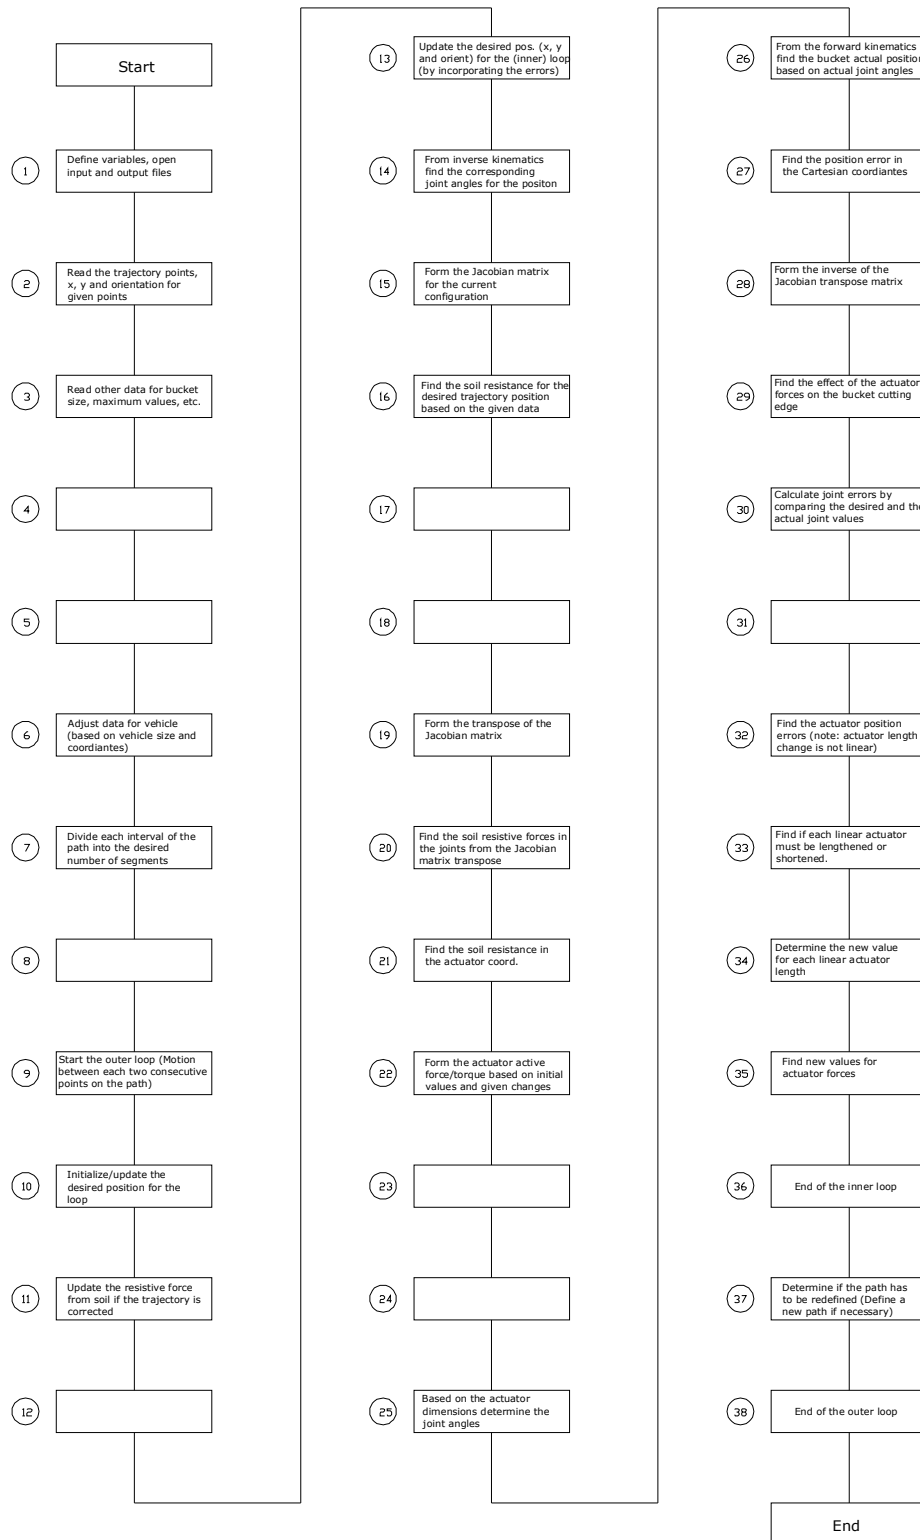 Start
1
Define variables, open
input and output files
2
Read the trajectory points,
x, y and orientation for
given points
3
Read other data for bucket
size, maximum values, etc.
4
5
6
Adjust data for vehicle
(based on vehicle size and
coordiantes)
7
Divide each interval of the
path into the desired
number of segments
8
9
Start the outer loop (Motion
between each two consecutive
points on the path)
10
Initialize/update the
desired position for the
loop
11
Update the resistive force
from soil if the trajectory is
corrected
12
13
Update the desired pos. (x, y
and orient) for the (inner) loop
(by incorporating the errors)
14
From inverse kinematics
find the corresponding
joint angles for the positon
15
Form the Jacobian matrix
for the current
configuration
16
Find the soil resistance for the
desired trajectory position
based on the given data
17
18
19
Form the transpose of the
Jacobian matrix
20
Find the soil resistive forces in
the joints from the Jacobian
matrix transpose
21
Find the soil resistance in
the actuator coord.
22
Form the actuator active
force/torque based on initial
values and given changes
23
24
25
Based on the actuator
dimensions determine the
joint angles
26
From the forward kinematics
find the bucket actual position
based on actual joint angles
27
Find the position error in
the Cartesian coordiantes
28
Form the inverse of the
Jacobian transpose matrix
29
Find the effect of the actuator
forces on the bucket cutting
edge
30
Calculate joint errors by
comparing the desired and the
actual joint values
31
32
Find the actuator position
errors (note: actuator length
change is not linear)
33
Find if each linear actuator
must be lengthened or
shortened.
34
Determine the new value
for each linear actuator
length
35
Find new values for
actuator forces
36
End of the inner loop
37
Determine if the path has
to be redefined (Define a
new path if necessary)
38
End of the outer loop
End